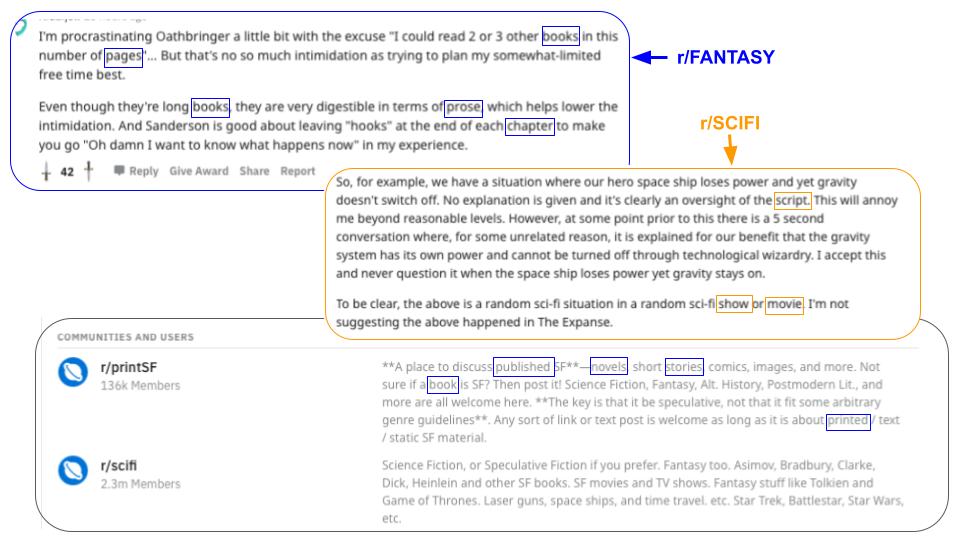 I'm procrastinating Oathbringer a little bit with the excuse "I could read 2 or 3 other books in this
number of pages"... But that's no so much intimidation as trying to plan my somewhat-limited
free time best.
Even though they're long books, they are very digestible in terms of prose, which helps lower the
intimidation. And Sanderson is good about leaving "hooks" at the end of each chapter to make
you go "Oh damn I want to know what happens now" in my experience.
42 Reply Give Award Share Report
r/FANTASY
r/SCIFI
So, for example, we have a situation where our hero space ship loses power and yet gravity
doesn't switch off. No explanation is given and it's clearly an oversight of the script. This will annoy
me beyond reasonable levels. However, at some point prior to this there is a 5 second
conversation where, for some unrelated reason, it is explained for our benefit that the gravity
system has its own power and cannot be turned off through technological wizardry. I accept this
and never question it when the space ship loses power yet gravity stays on.
To be clear, the above is a random sci-fi situation in a random sci-fi show or movie. I'm not
suggesting the above happened in The Expanse.
COMMUNITIES AND USERS
r/printSF
136k Members
**A place to discuss published SF**—novels, short stories, comics, images, and more. Not
sure if a book is SF? Then post it! Science Fiction, Fantasy, Alt. History, Postmodern Lit., and
more are all welcome here. **The key is that it be speculative, not that it fit some arbitrary
genre guidelines**. Any sort of link or text post is welcome as long as it is about printed / text
/ static SF material.
r/scifi
2.3m Members
Science Fiction, or Speculative Fiction if you prefer. Fantasy too. Asimov, Bradbury, Clarke,
Dick, Heinlein and other SF books. SF movies and TV shows. Fantasy stuff like Tolkien and
Game of Thrones. Laser guns, space ships, and time travel. etc. Star Trek, Battlestar, Star Wars,
etc.